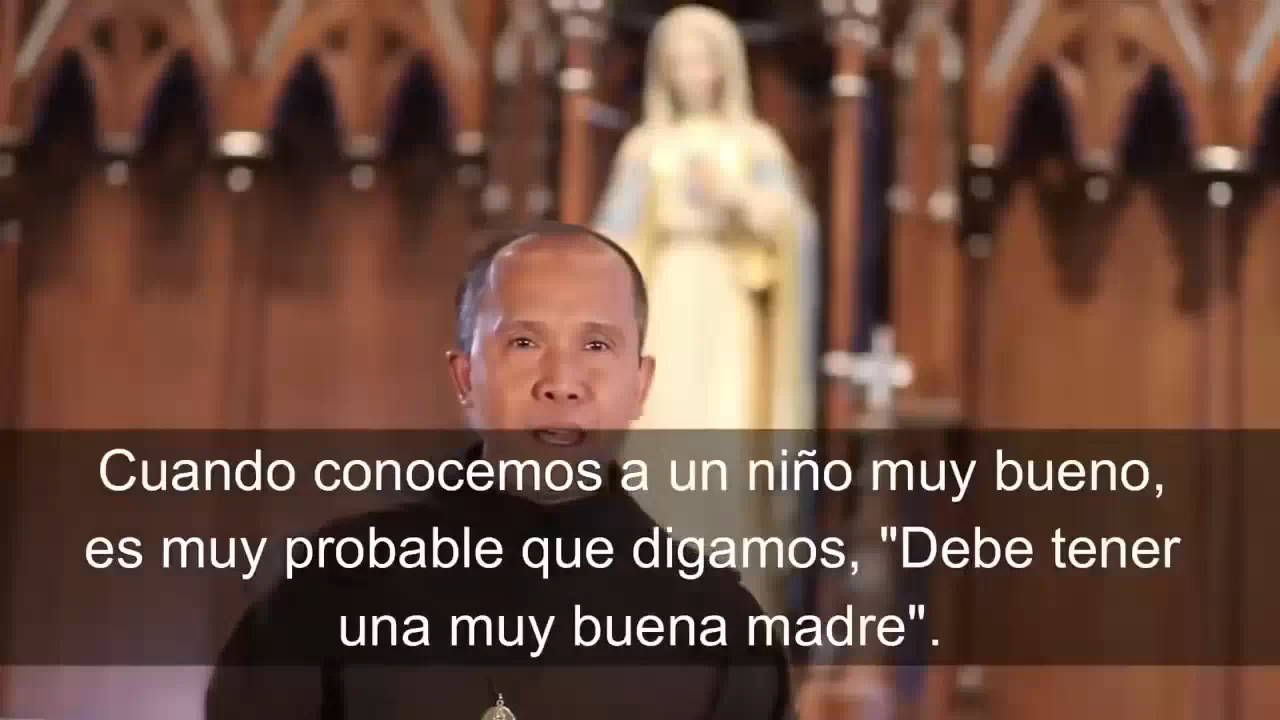 Cuando conocemos a un niño muy bueno,
es muy probable que digamos, "Debe tener
una muy buena madre".